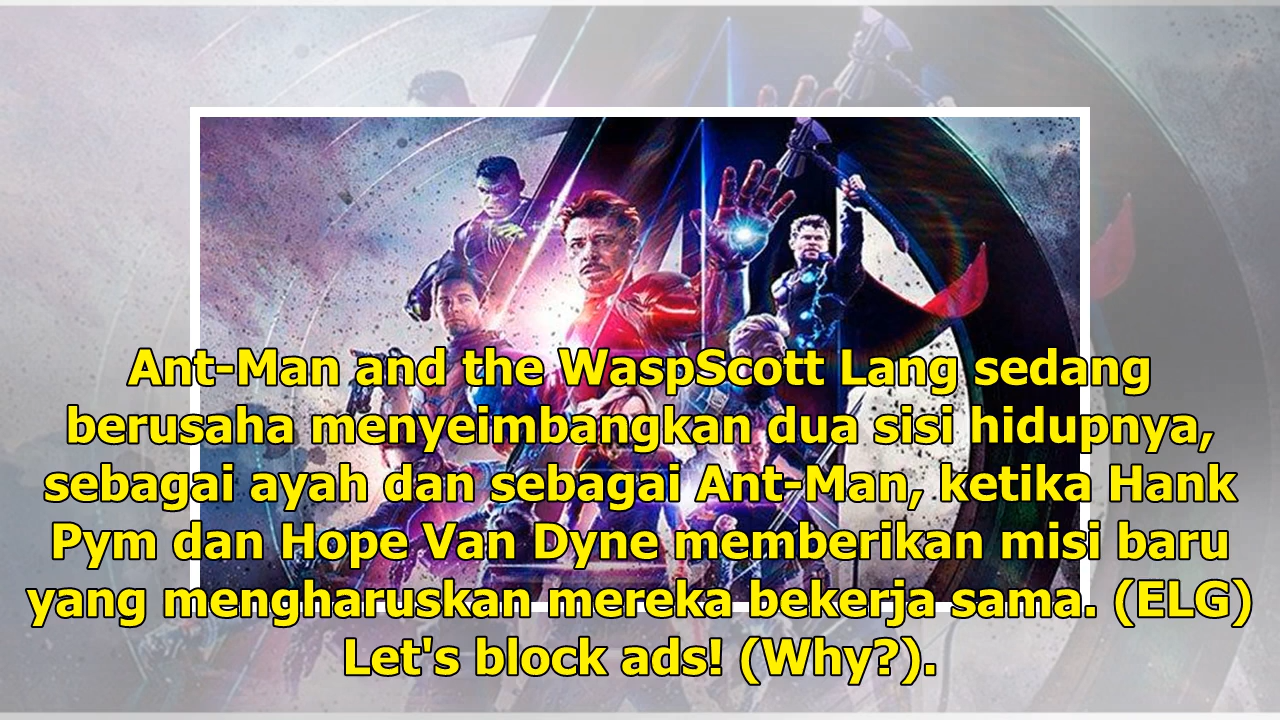 Ant-Man and the WaspScott Lang sedang
berusaha menyeimbangkan dua sisi hidupnya,
sebagai ayah dan sebagai Ant-Man, ketika Hank
Pym dan Hope Van Dyne memberikan misi baru
yang mengharuskan mereka bekerja sama. (ELG)
Let's block ads! (Why?).